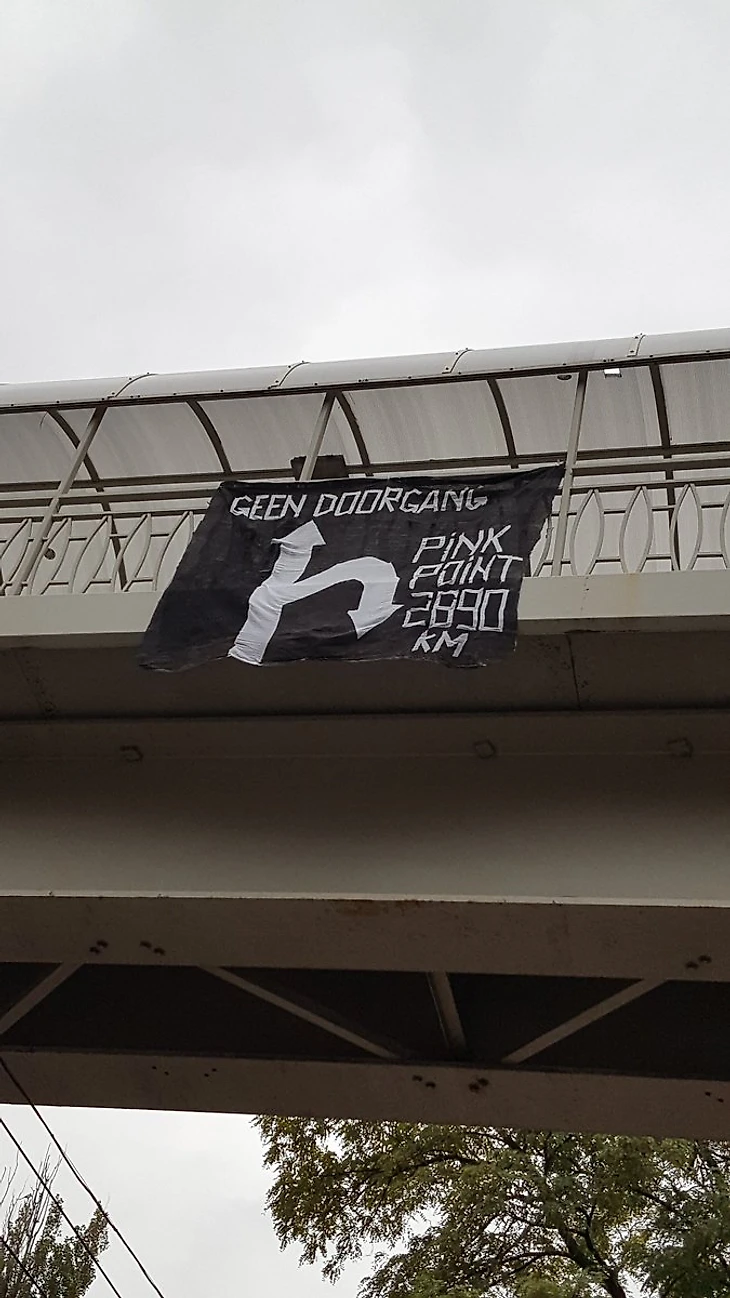 GEEN DOORGANG
PiNK
POiNT
2890
KM